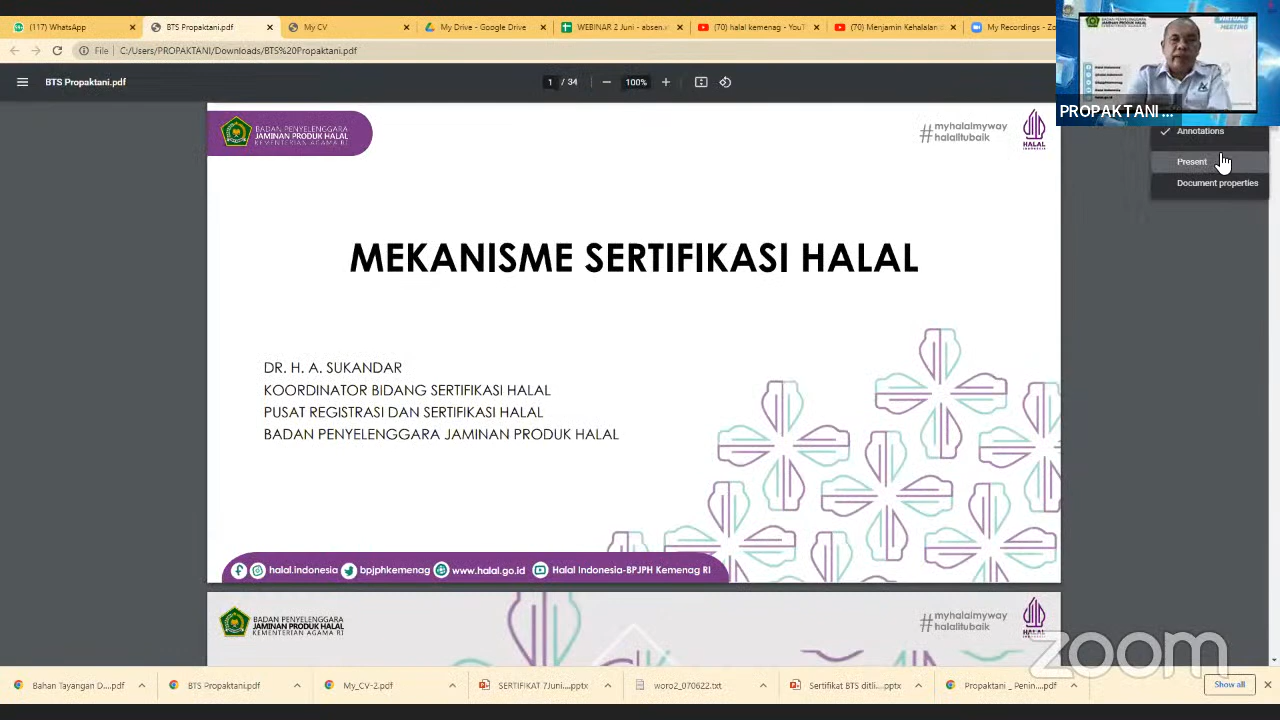 (117) WhatsApp
BTS Propaktani.pdf
My CV
My Drive - Google Drive
WEBINAR 2 Juni - absen.x
(70) halal kemenag - YouT
(70) Menjamin Kehalalan
My Recordings - Zo
File | C:/Users/PROPAKTANI/Downloads/BTS%20Propaktani.pdf
BTS Propaktani.pdf
1 / 34
100%
VIRTUAL
MEETING
PROPAKTANI ...
Annotations
Present
Document properties
BADAN PENYELENGGARA
JAMINAN PRODUK HALAL
KEMENTERIAN AGAMA RI
#myhalalmyway
halalitubaik
HALAL
INDONESIA
MEKANISME SERTIFIKASI HALAL
DR. H. A. SUKANDAR
KOORDINATOR BIDANG SERTIFIKASI HALAL
PUSAT REGISTRASI DAN SERTIFIKASI HALAL
BADAN PENYELENGGARA JAMINAN PRODUK HALAL
halal.indonesia bpjphkemenag www.halal.go.id Halal Indonesia-BPJPH Kemenag RI
BADAN PENYELENGGARA
JAMINAN PRODUK HALAL
KEMENTERIAN AGAMA RI
#myhalalmyway
halalitubaik
HALAL
zoom
Bahan Tayangan D....pdf
BTS Propaktani.pdf
My_CV-2.pdf
SERTIFIKAT 7Juni....pptx
woro2_070622.txt
Sertifikat BTS ditli....pptx
Propaktani _ Penin....pdf
Show all